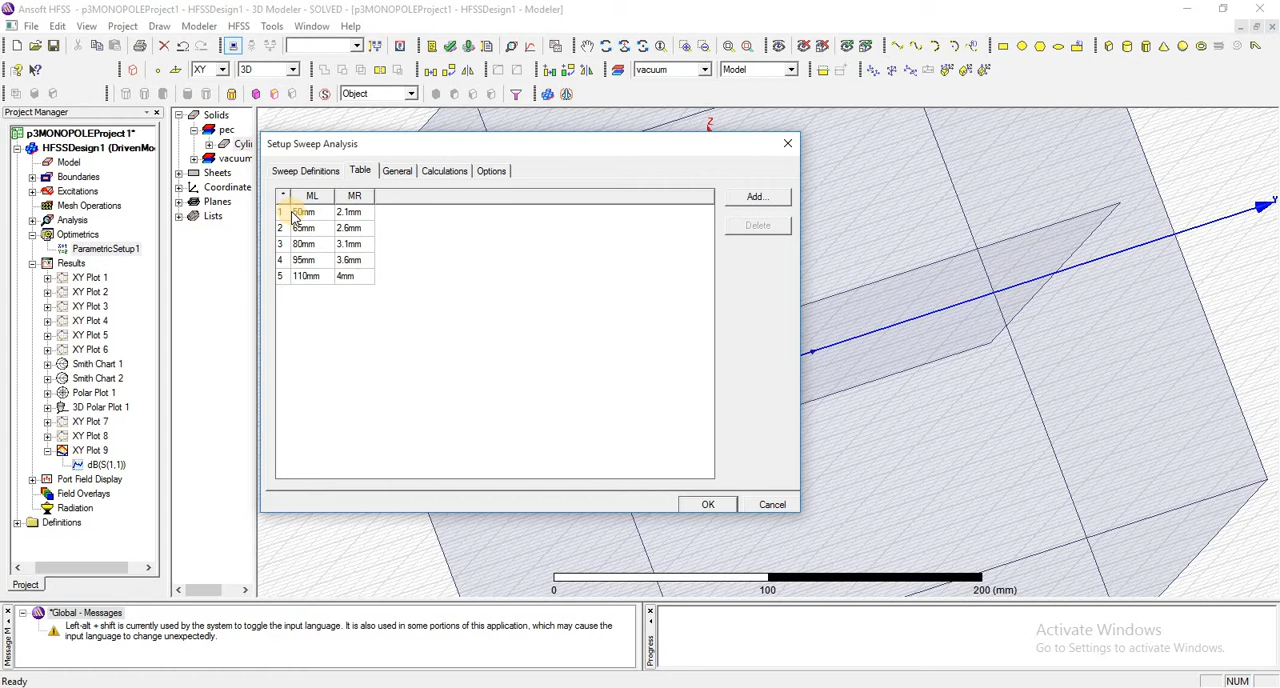 Ansoft HFSS - p3MONOPOLEProject1 - HFSSDesign1 - 3D Modeler - SOLVED - [p3MONOPOLEProject1 - HFSSDesign1 - Modeler]
File Edit View Project Draw Modeler HFSS Tools Window Help
XY 3D vacuum Model
Object
Project Manager
p3MONOPOLEProject1*
HFSSDesign1 (DrivenMo
Model
Boundaries
Excitations
Mesh Operations
Analysis
Optimetrics
ParametricSetup1
Results
XY Plot 1
XY Plot 2
XY Plot 3
XY Plot 4
XY Plot 5
XY Plot 6
Smith Chart 1
Smith Chart 2
Polar Plot 1
3D Polar Plot 1
XY Plot 7
XY Plot 8
XY Plot 9
dB(S(1,1))
Port Field Display
Field Overlays
Radiation
Definitions
Project
Solids
pec
Cylin
vacuum
Sheets
Coordinate
Planes
Lists
Setup Sweep Analysis
Sweep Definitions Table General Calculations Options
* ML MR
1 50mm 2.1mm
2 65mm 2.6mm
3 80mm 3.1mm
4 95mm 3.6mm
5 110mm 4mm
Add...
Delete
OK Cancel
Z
Y
0 100 200 (mm)
*Global - Messages
Left-alt + shift is currently used by the system to toggle the input language. It is also used in some portions of this application, which may cause the
input language to change unexpectedly.
Message M
Progress
Activate Windows
Go to Settings to activate Windows.
Ready
NUM